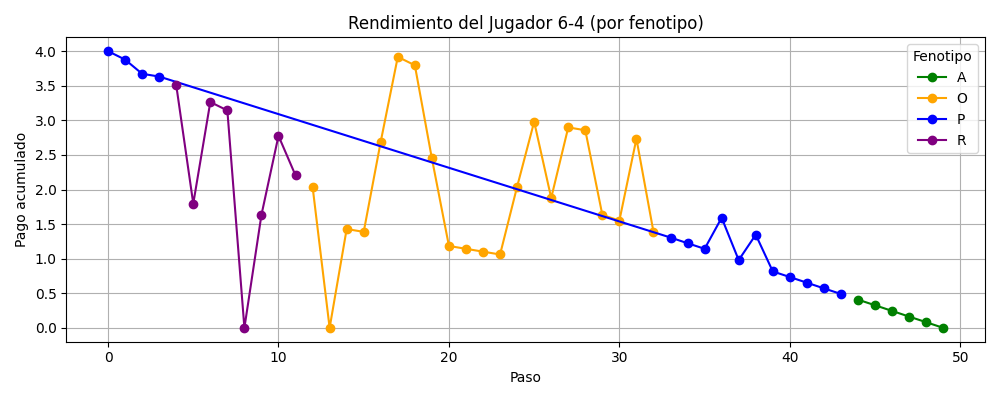 Rendimiento del Jugador 6-4 (por fenotipo)
Pago acumulado
4.0
3.5
3.0
2.5
2.0
1.5
1.0
0.5
0.0
0 10 20 30 40 50
Paso
Fenotipo
A
O
P
R